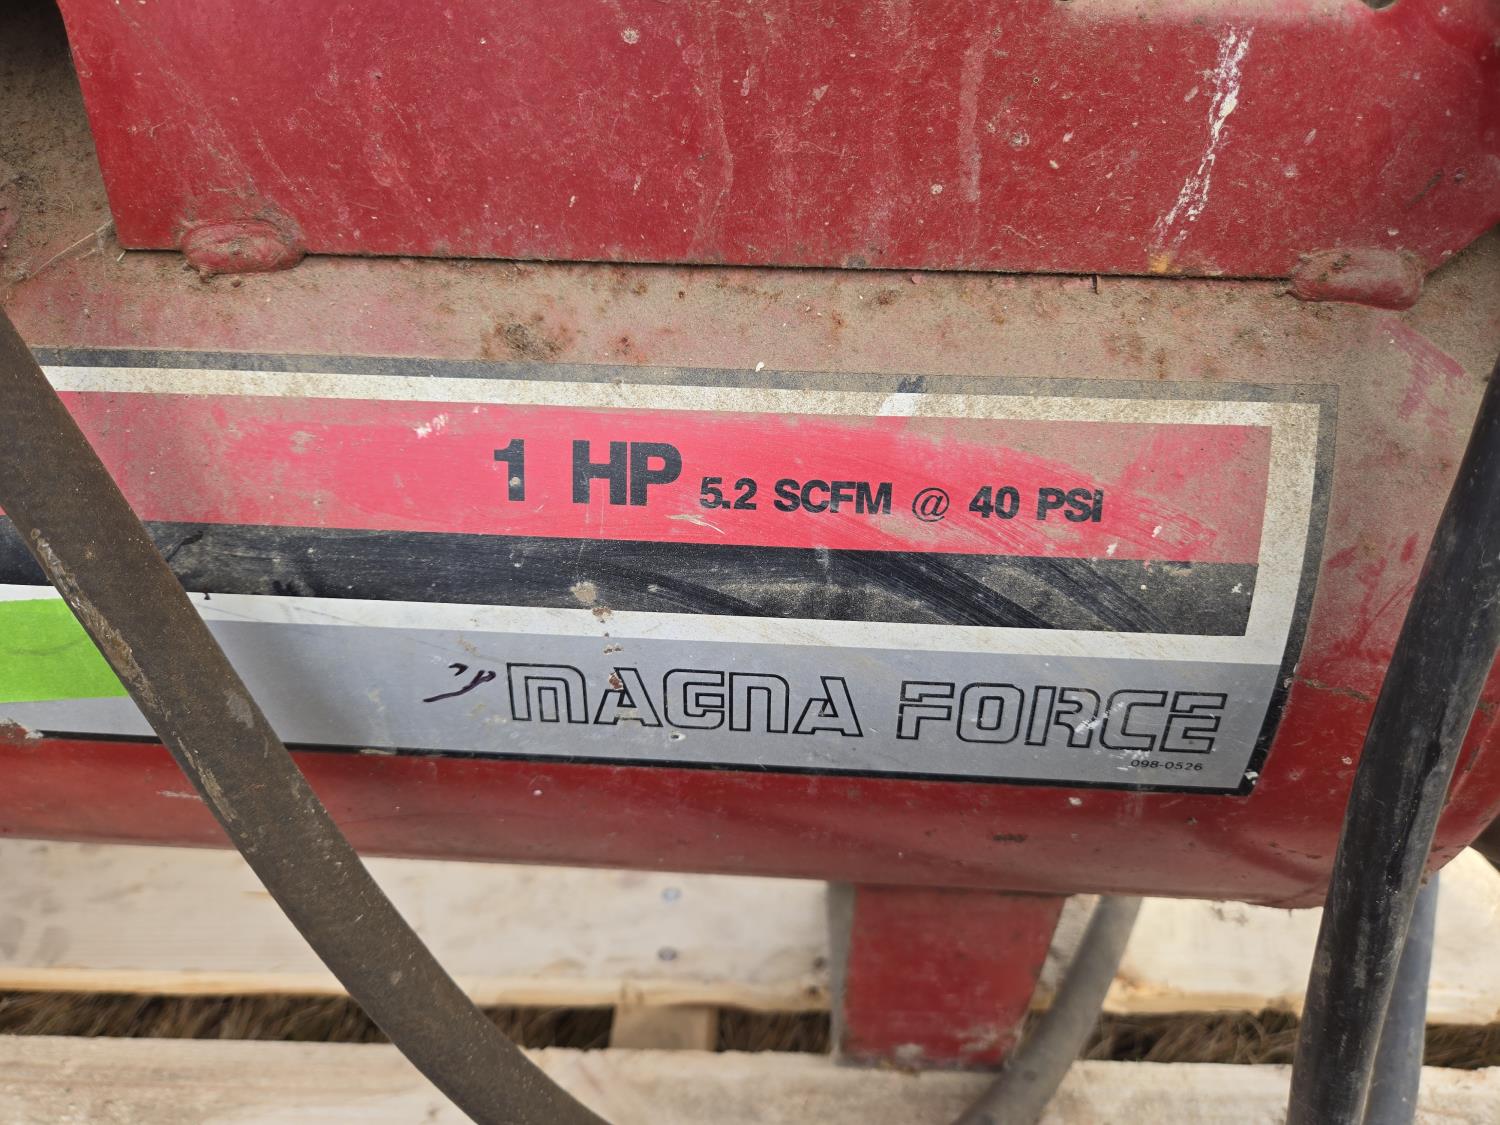 1 HP 5.2 SCFM @ 40 PSI
MAGNA FORCE
098-0526